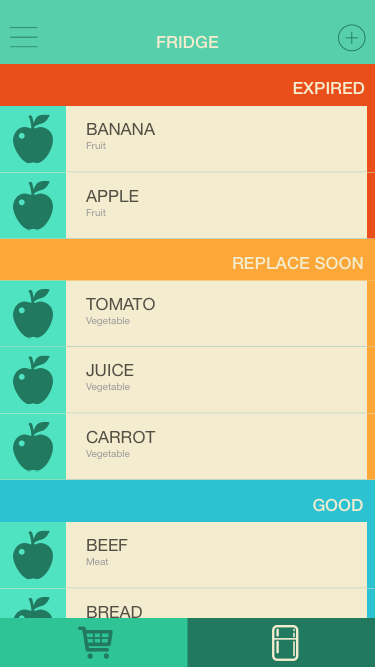 FRIDGE
EXPIRED
BANANA
Fruit
APPLE
Fruit
REPLACE SOON
TOMATO
Vegetable
JUICE
Vegetable
CARROT
Vegetable
GOOD
BEEF
Meat
BREAD